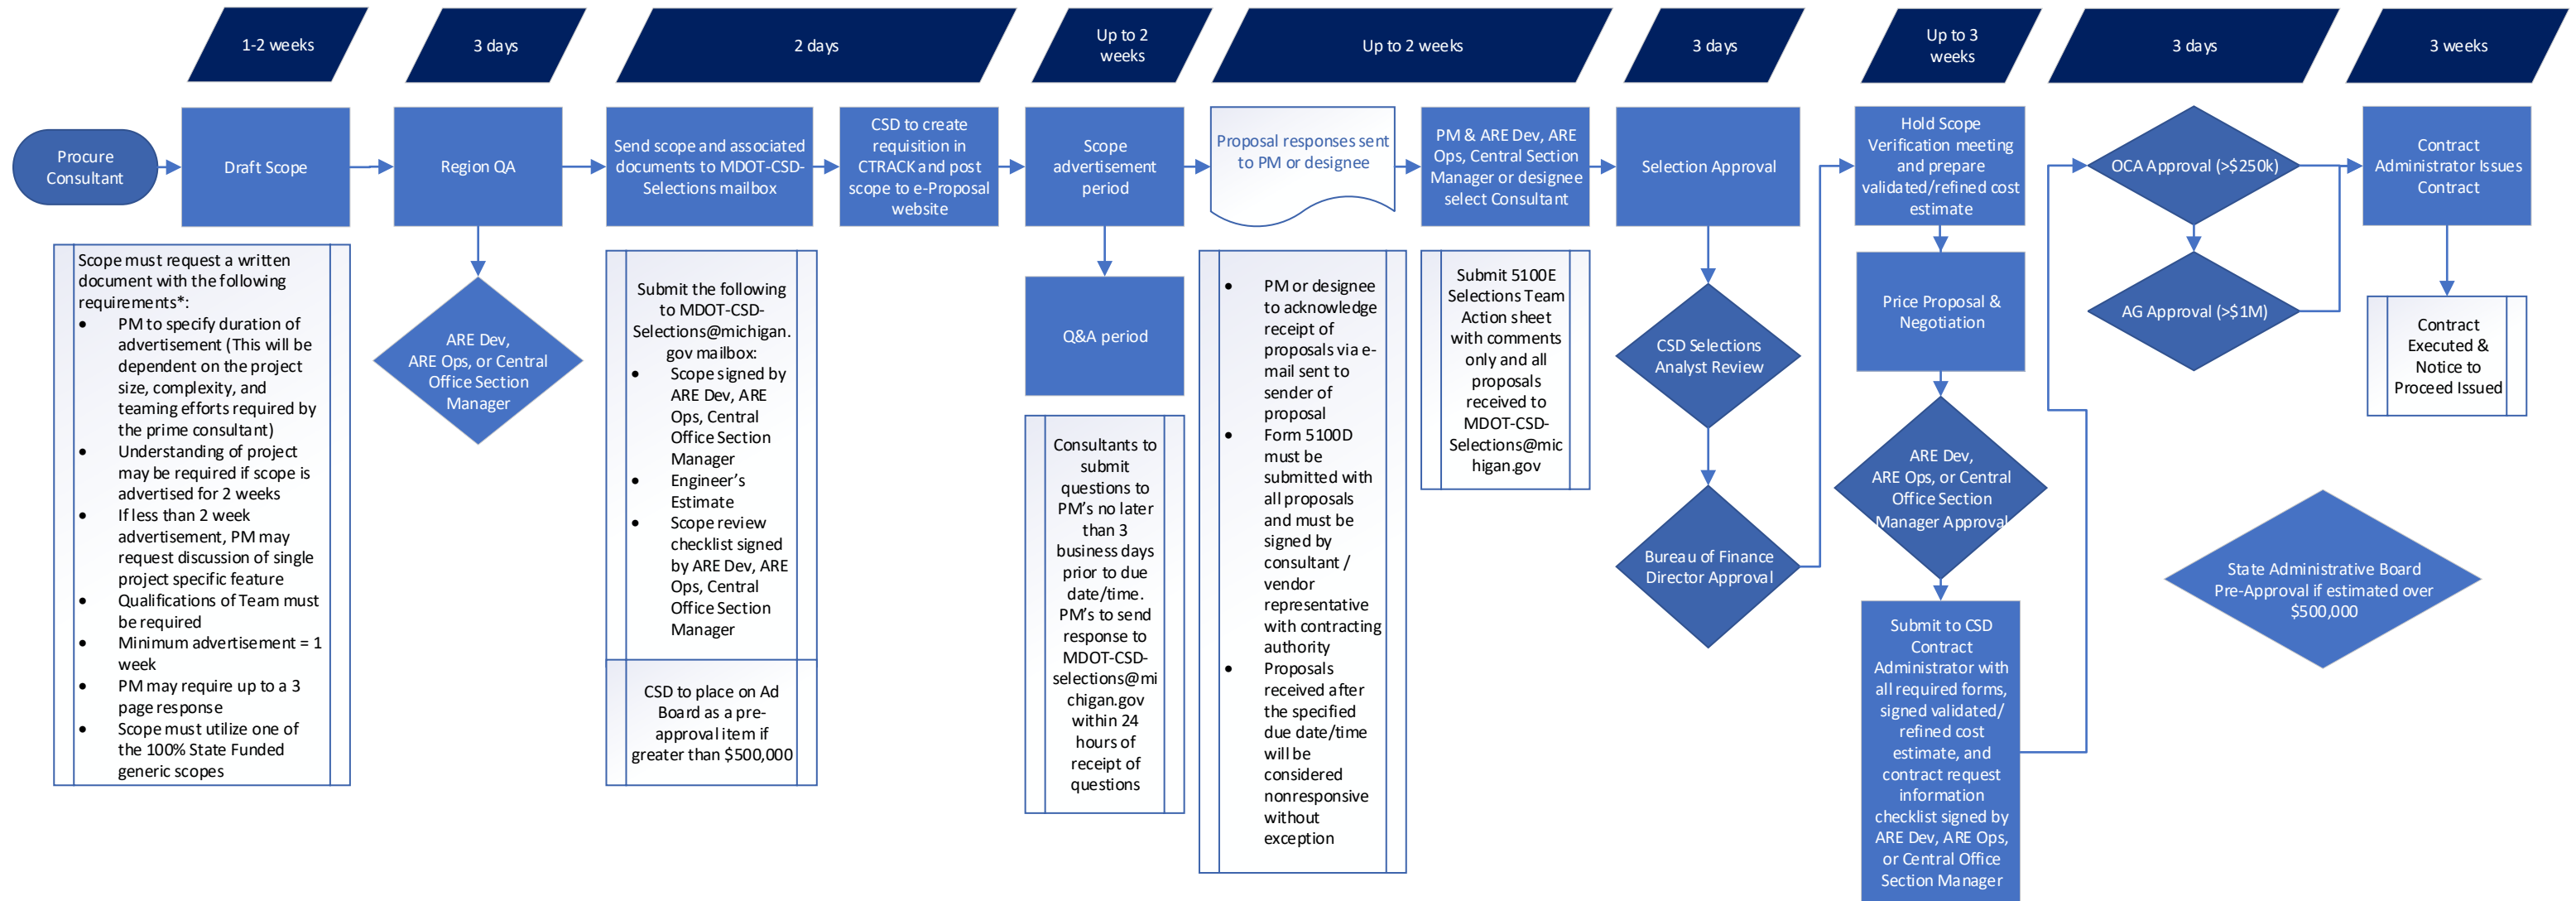 1-2 weeks
3 days
2 days
Up to 2
weeks
Up to 2 weeks
3 days
Up to 3
weeks
3 days
3 weeks
Procure
Consultant
Draft Scope
Region QA
Send scope and associated
documents to MDOT-CSD-
Selections mailbox
CSD to create
requisition in
CTRACK and post
scope to e-Proposal
website
Scope
advertisement
period
Proposal responses sent
to PM or designee
PM & ARE Dev, ARE
Ops, Central Section
Manager or designee
select Consultant
Selection Approval
Hold Scope
Verification meeting
and prepare
validated/refined cost
estimate
OCA Approval (>$250k)
Contract
Administrator Issues
Contract
Scope must request a written
document with the following
requirements*:
• PM to specify duration of
advertisement (This will be
dependent on the project
size, complexity, and
teaming efforts required by
the prime consultant)
• Understanding of project
may be required if scope is
advertised for 2 weeks
• If less than 2 week
advertisement, PM may
request discussion of single
project specific feature
• Qualifications of Team must
be required
• Minimum advertisement = 1
week
• PM may require up to a 3
page response
• Scope must utilize one of
the 100% State Funded
generic scopes
ARE Dev,
ARE Ops, or Central
Office Section
Manager
Submit the following
to MDOT-CSD-
Selections@michigan.
gov mailbox:
• Scope signed by
ARE Dev, ARE
Ops, Central
Office Section
Manager
• Engineer's
Estimate
• Scope review
checklist signed
by ARE Dev, ARE
Ops, Central
Office Section
Manager
CSD to place on Ad
Board as a pre-
approval item if
greater than $500,000
Q&A period
Consultants to
submit
questions to
PM's no later
than 3
business days
prior to due
date/time.
PM's to send
response to
MDOT-CSD-
selections@mi
chigan.gov
within 24
hours of
receipt of
questions
• PM or designee
to acknowledge
receipt of
proposals via e-
mail sent to
sender of
proposal
• Form 5100D
must be
submitted with
all proposals
and must be
signed by
consultant /
vendor
representative
with contracting
authority
• Proposals
received after
the specified
due date/time
will be
considered
nonresponsive
without
exception
Submit 5100E
Selections Team
Action sheet
with comments
only and all
proposals
received to
MDOT-CSD-
Selections@mic
higan.gov
CSD Selections
Analyst Review
Bureau of Finance
Director Approval
Price Proposal &
Negotiation
ARE Dev,
ARE Ops, or Central
Office Section
Manager Approval
Submit to CSD
Contract
Administrator with
all required forms,
signed validated/
refined cost
estimate, and
contract request
information
checklist signed by
ARE Dev, ARE Ops,
or Central Office
Section Manager
AG Approval (>$1M)
State Administrative Board
Pre-Approval if estimated over
$500,000
Contract
Executed &
Notice to
Proceed Issued